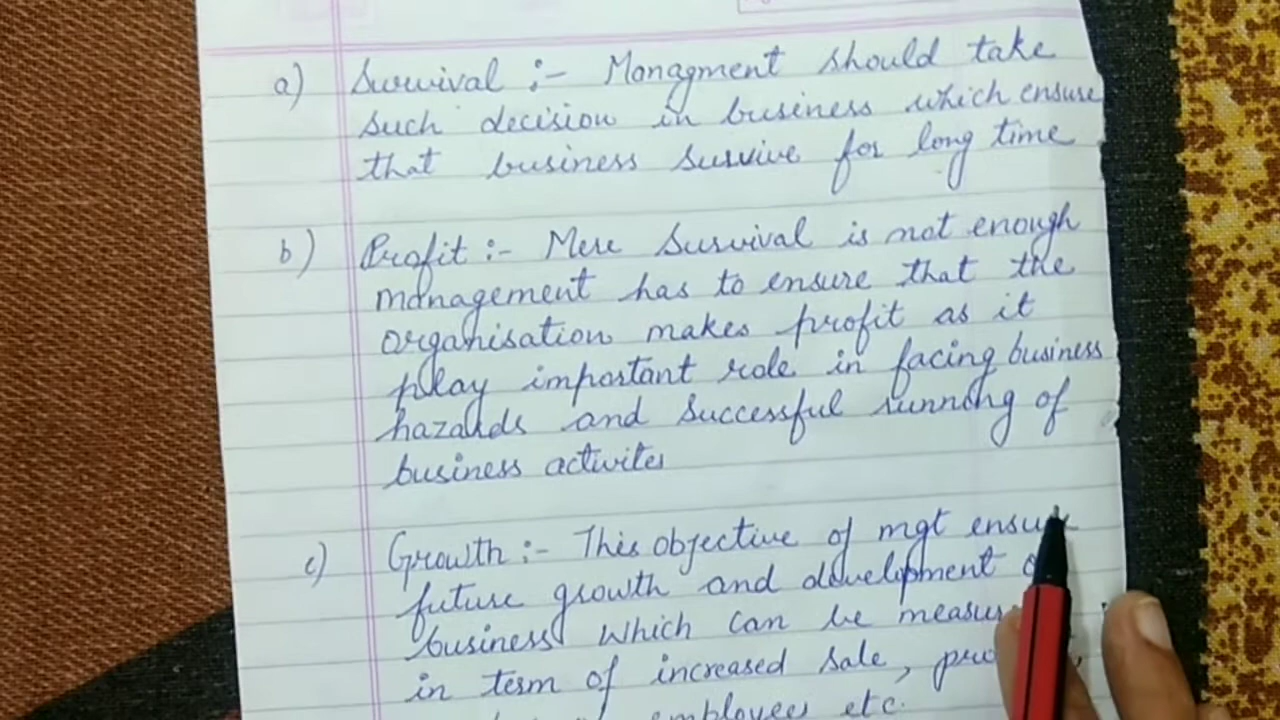 a) Survival :- Managment should take
such decision in business which ensure
that business survive for long time
b) Profit :- Mere Survival is not enough
management has to ensure that the
organisation makes profit as it
play important role in facing business
hazards and successful running of
business activites
c) Growth :- This objective of mgt ensure
future growth and development
business which can be
in term of increased sale,
employees etc.